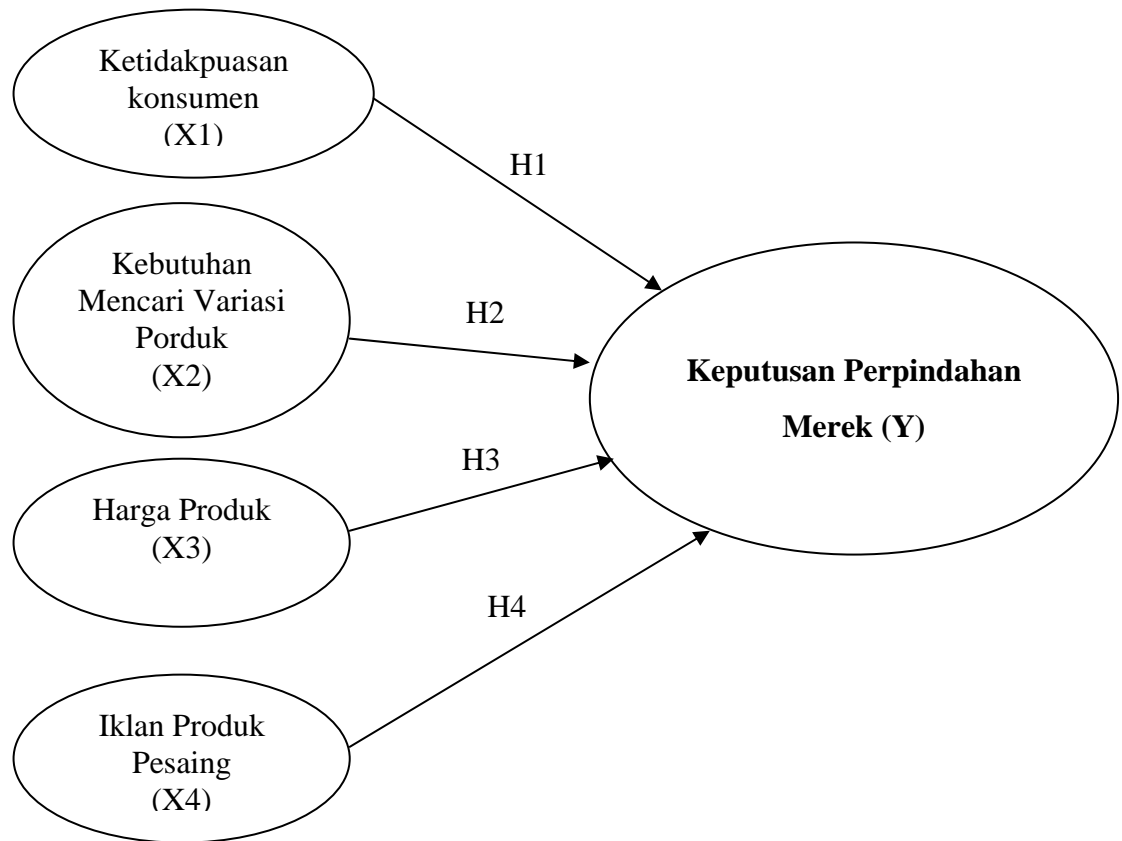 Ketidakpuasan
konsumen
(X1)
H1
Kebutuhan
Mencari Variasi
Porduk
(X2)
H2
Keputusan Perpindahan
Merek (Y)
Harga Produk
(X3)
H3
Iklan Produk
Pesaing
(X4)
H4